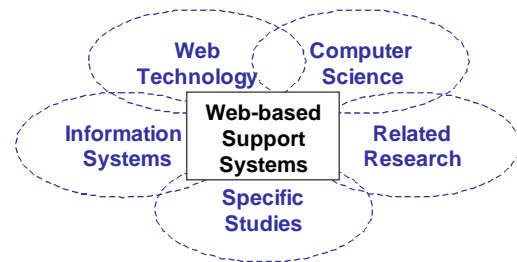 Web
Technology
Computer
Science
Information
Systems
Web-based
Support
Systems
Related
Research
Specific
Studies